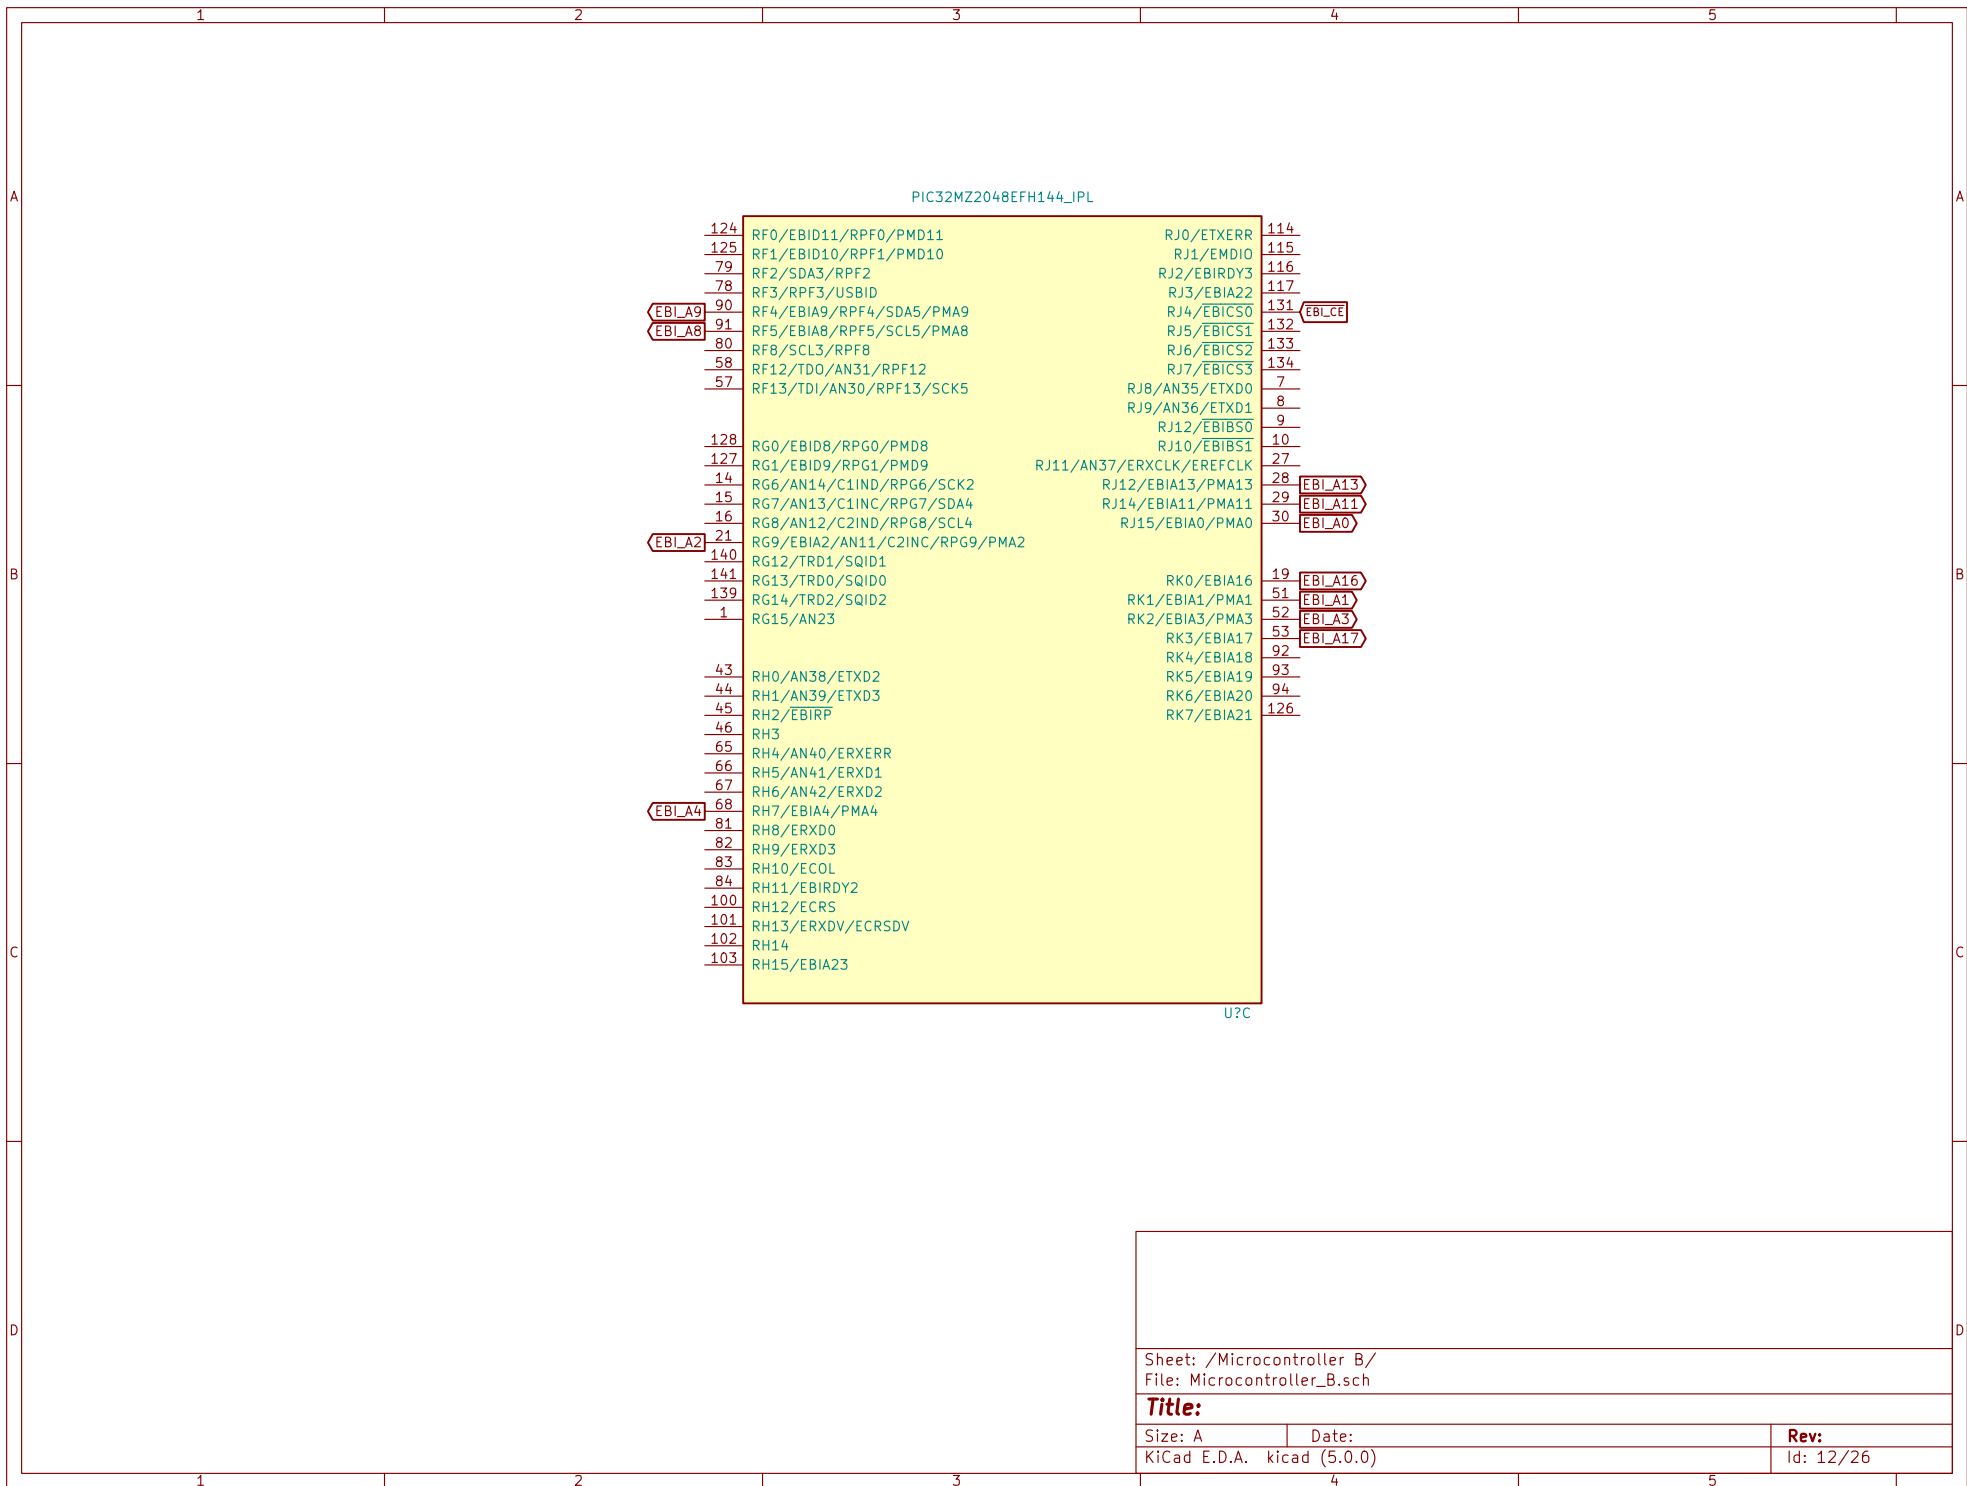 1 2 3 4 5
A A
PIC32MZ2048EFH144_IPL
124 RF0/EBID11/RPF0/PMD11 RJ0/ETXERR 114
125 RF1/EBID10/RPF1/PMD10 RJ1/EMDIO 115
79 RF2/SDA3/RPF2 RJ2/EBIRDY3 116
78 RF3/RPF3/USBID RJ3/EBIA22 117
EBI_A9 90 RF4/EBIA9/RPF4/SDA5/PMA9 RJ4/EBICS0 131 EBI_CE
EBI_A8 91 RF5/EBIA8/RPF5/SCL5/PMA8 RJ5/EBICS1 132
80 RF8/SCL3/RPF8 RJ6/EBICS2 133
58 RF12/TDO/AN31/RPF12 RJ7/EBICS3 134
57 RF13/TDI/AN30/RPF13/SCK5 RJ8/AN35/ETXD0 7
RJ9/AN36/ETXD1 8
RJ12/EBIBS0 9
128 RG0/EBID8/RPG0/PMD8 RJ10/EBIBS1 10
127 RG1/EBID9/RPG1/PMD9 RJ11/AN37/ERXCLK/EREFCLK 27
14 RG6/AN14/C1IND/RPG6/SCK2 RJ12/EBIA13/PMA13 28 EBI_A13
15 RG7/AN13/C1INC/RPG7/SDA4 RJ14/EBIA11/PMA11 29 EBI_A11
16 RG8/AN12/C2IND/RPG8/SCL4 RJ15/EBIA0/PMA0 30 EBI_A0
EBI_A2 21 RG9/EBIA2/AN11/C2INC/RPG9/PMA2
140 RG12/TRD1/SQID1
B B
141 RG13/TRD0/SQID0 RK0/EBIA16 19 EBI_A16
139 RG14/TRD2/SQID2 RK1/EBIA1/PMA1 51 EBI_A1
1 RG15/AN23 RK2/EBIA3/PMA3 52 EBI_A3
RK3/EBIA17 53 EBI_A17
RK4/EBIA18 92
43 RH0/AN38/ETXD2 RK5/EBIA19 93
44 RH1/AN39/ETXD3 RK6/EBIA20 94
45 RH2/EBIRP RK7/EBIA21 126
46 RH3
65 RH4/AN40/ERXERR
66 RH5/AN41/ERXD1
67 RH6/AN42/ERXD2
EBI_A4 68 RH7/EBIA4/PMA4
81 RH8/ERXD0
82 RH9/ERXD3
83 RH10/ECOL
84 RH11/EBIRDY2
100 RH12/ECRS
101 RH13/ERXDV/ECRSDV
102 RH14
C C
103 RH15/EBIA23
U?C
D D
Sheet: /Microcontroller B/
File: Microcontroller_B.sch
Title:
Size: A Date: Rev:
KiCad E.D.A. kicad (5.0.0) Id: 12/26
1 2 3 4 5